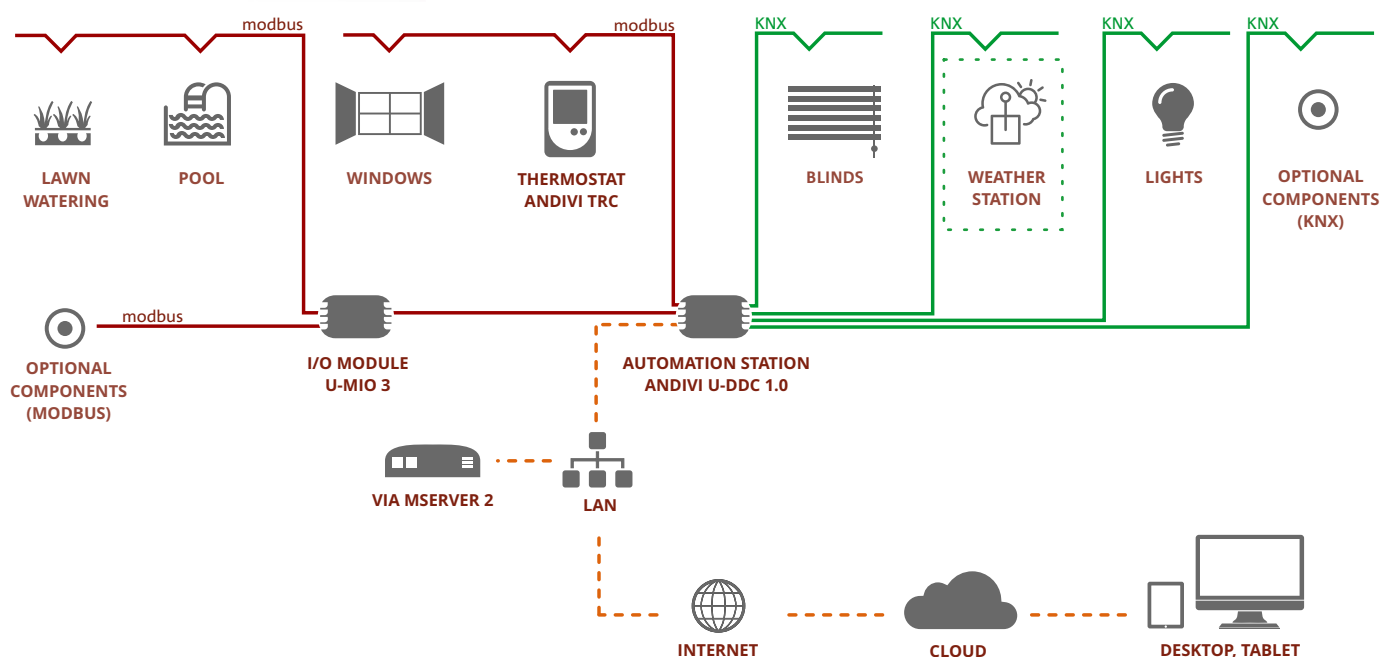 modbus
modbus
KNX
KNX
KNX
KNX
LAWN
WATERING
POOL
WINDOWS
THERMOSTAT
ANDIVI TRC
BLINDS
WEATHER
STATION
LIGHTS
OPTIONAL
COMPONENTS
(KNX)
modbus
OPTIONAL
COMPONENTS
(MODBUS)
I/O MODULE
U-MIO 3
AUTOMATION STATION
ANDIVI U-DDC 1.0
VIA MSERVER 2
LAN
INTERNET
CLOUD
DESKTOP, TABLET